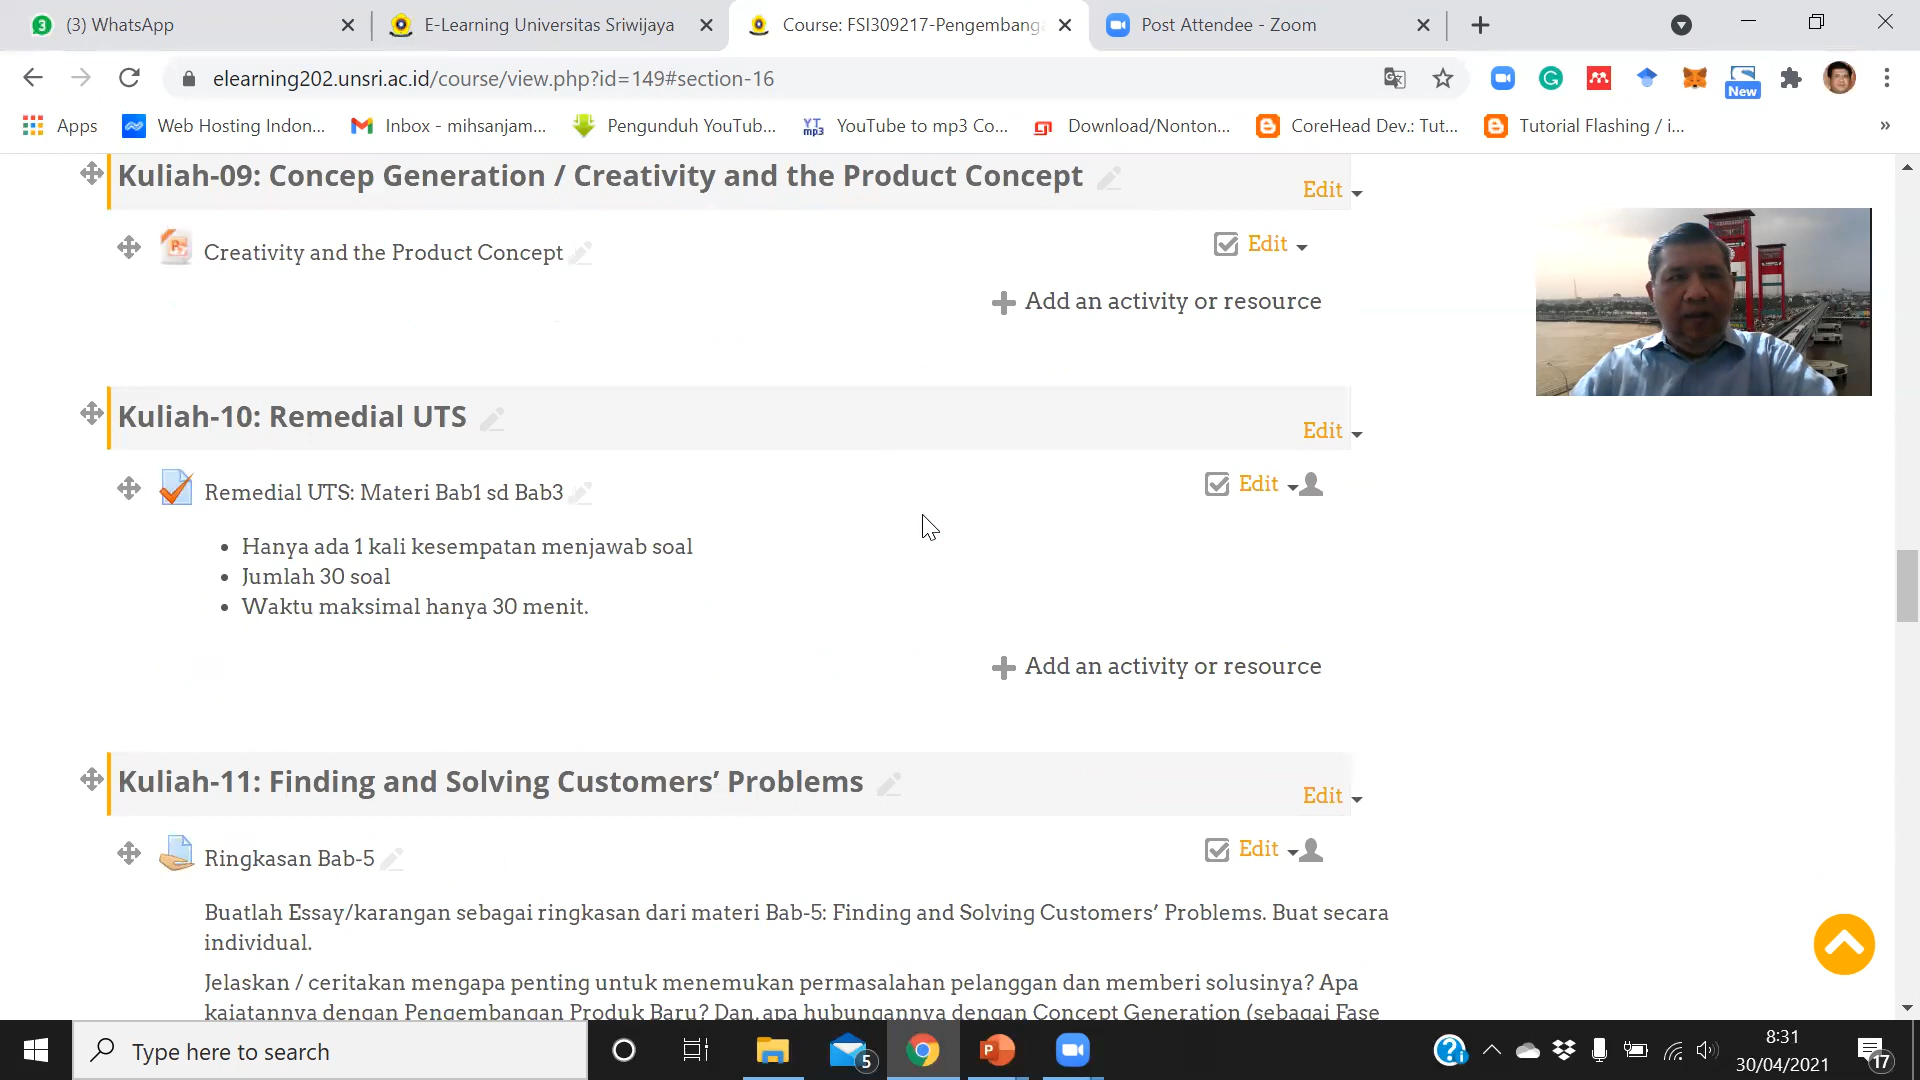 (3) WhatsApp
E-Learning Universitas Sriwijaya
Course: FSI309217-Pengembang
Post Attendee - Zoom
elearning202.unsri.ac.id/course/view.php?id=149#section-16
New
Apps
Web Hosting Indon...
Inbox - mihsanjam...
Pengunduh YouTub...
YT
mp3
YouTube to mp3 Co...
Download/Nonton...
CoreHead Dev.: Tut...
Tutorial Flashing / i...
»
Kuliah-09: Concep Generation / Creativity and the Product Concept
Edit
Creativity and the Product Concept
Edit
Add an activity or resource
Kuliah-10: Remedial UTS
Edit
Remedial UTS: Materi Bab1 sd Bab3
Edit
• Hanya ada 1 kali kesempatan menjawab soal
• Jumlah 30 soal
• Waktu maksimal hanya 30 menit.
Add an activity or resource
Kuliah-11: Finding and Solving Customers’ Problems
Edit
Ringkasan Bab-5
Edit
Buatlah Essay/karangan sebagai ringkasan dari materi Bab-5: Finding and Solving Customers’ Problems. Buat secara
individual.
Jelaskan / ceritakan mengapa penting untuk menemukan permasalahan pelanggan dan memberi solusinya? Apa
kaiatannya dengan Pengembangan Produk Baru? Dan, apa hubungannya dengan Concept Generation (sebagai Fase
Type here to search
5
8:31
30/04/2021
17